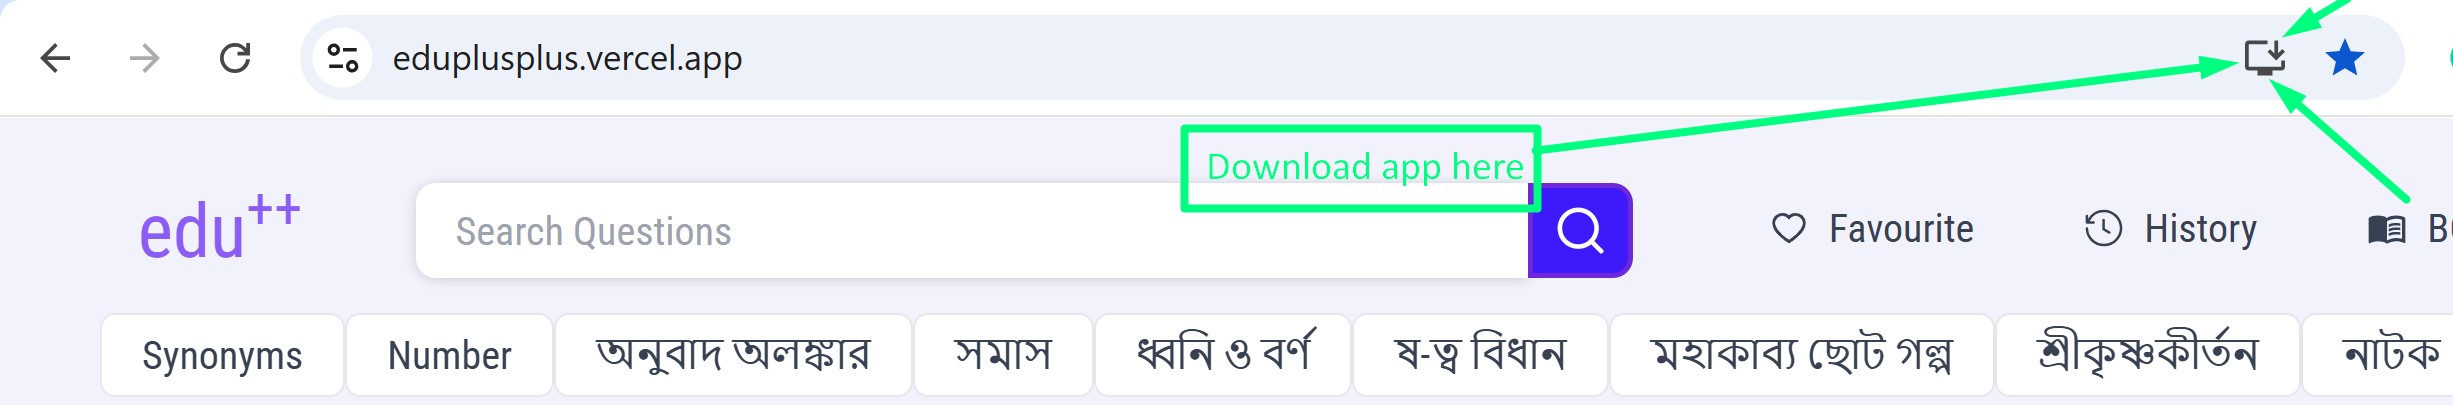 eduplusplus.vercel.app
Download app here
edu++
Search Questions
Favourite
History
Synonyms
Number
অনুবাদ অলঙ্কার
সমাস
ধ্বনি ও বর্ণ
ষ-ত্ব বিধান
মহাকাব্য ছোট গল্প
শ্রীকৃষ্ণকীর্তন
নাটক